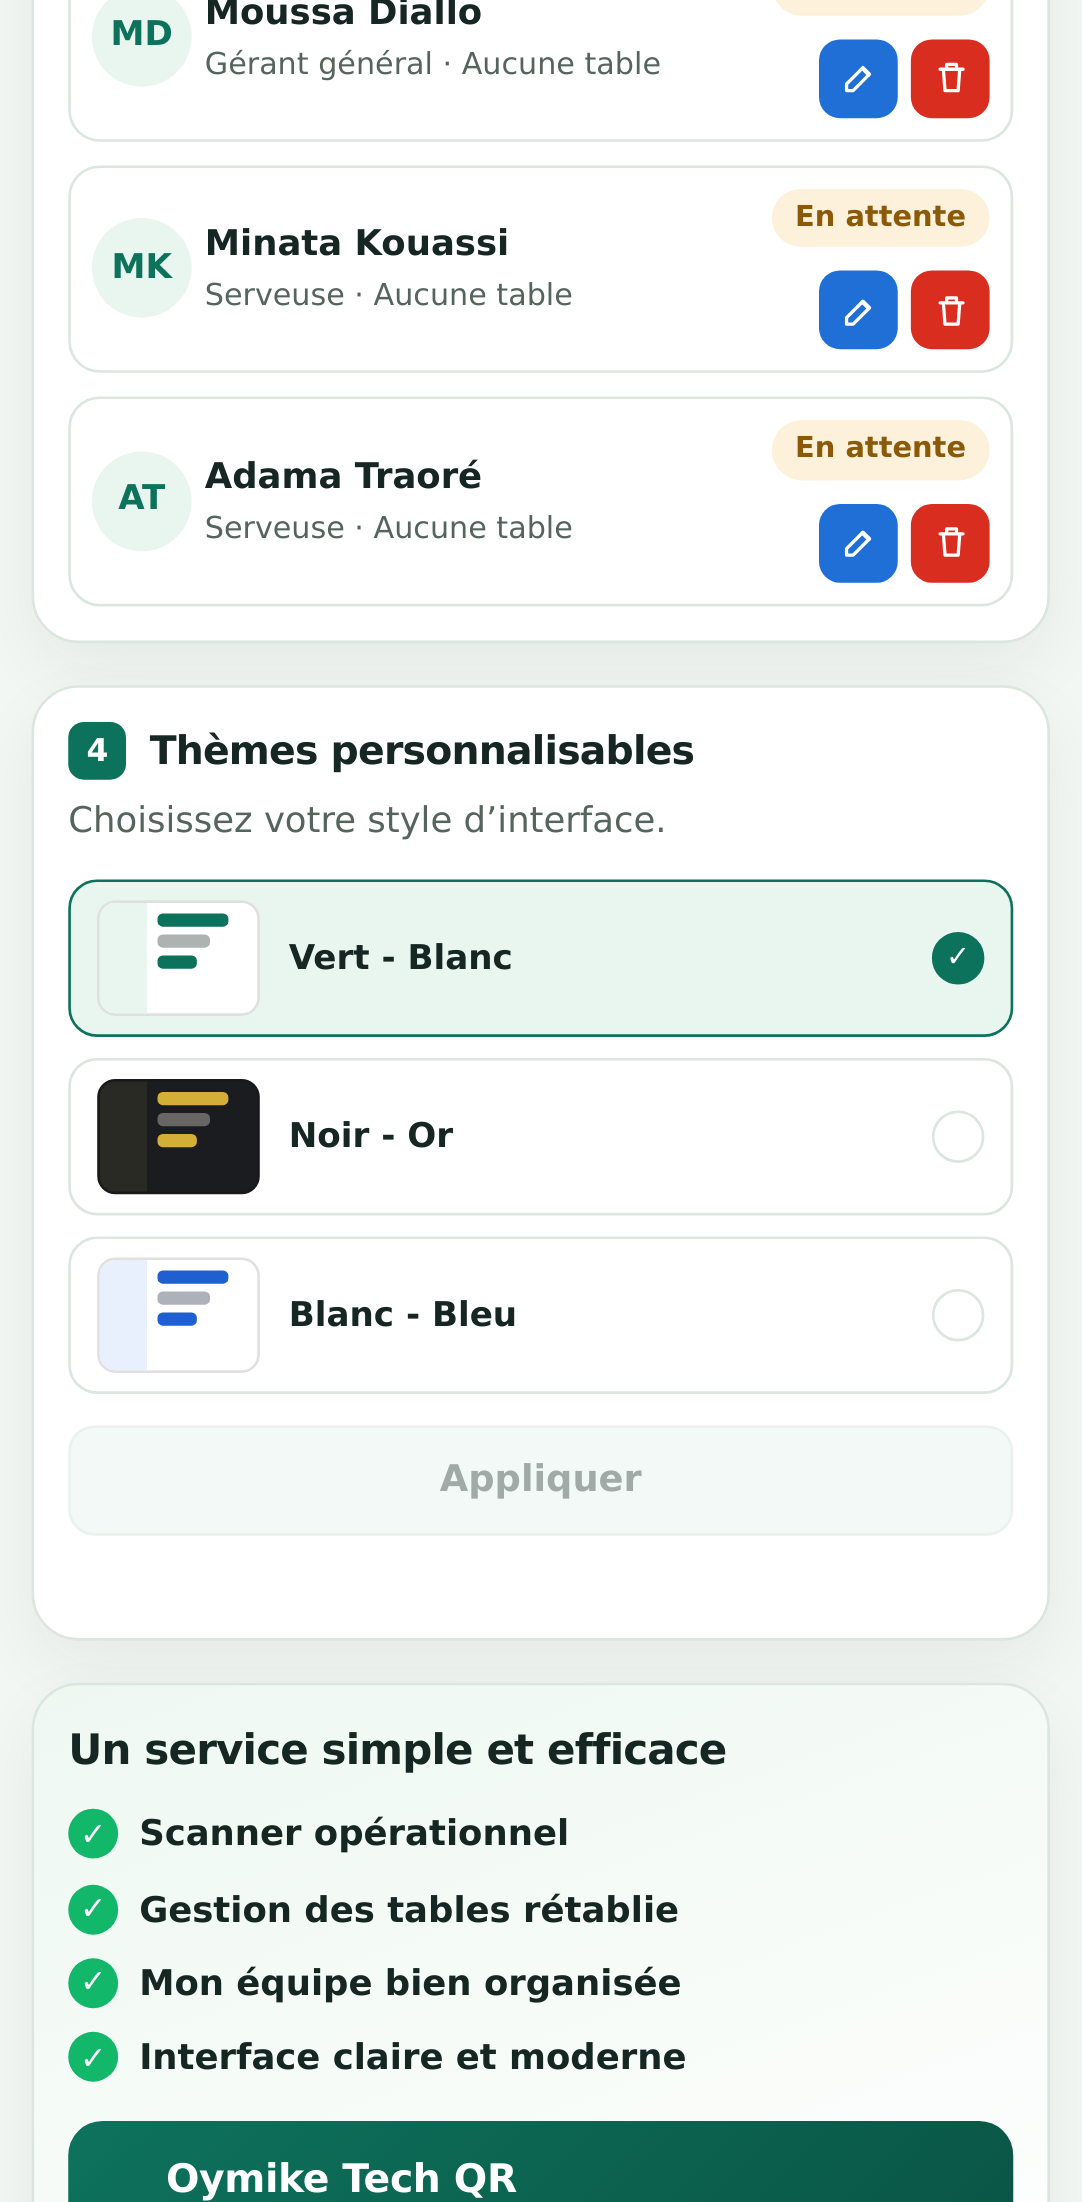 MD
Moussa Diallo
Gérant général · Aucune table
MK
Minata Kouassi
Serveuse · Aucune table
En attente
AT
Adama Traoré
Serveuse · Aucune table
En attente
4 Thèmes personnalisables
Choisissez votre style d’interface.
Vert - Blanc
Noir - Or
Blanc - Bleu
Appliquer
Un service simple et efficace
Scanner opérationnel
Gestion des tables rétablie
Mon équipe bien organisée
Interface claire et moderne
Oymike Tech QR